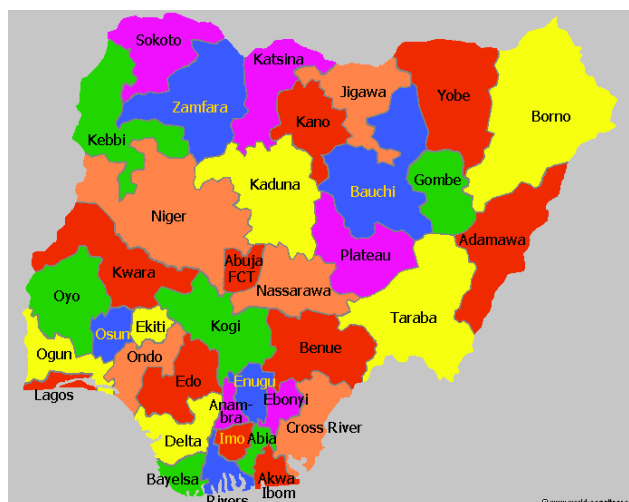 Sokoto
Katsina
Jigawa
Yobe
Zamfara
Kano
Borno
Kebbi
Kaduna
Bauchi
Gombe
Niger
Adamawa
Abuja
FCT
Plateau
Kwara
Nassarawa
Oyo
Taraba
Kogi
Osun
Ekiti
Benue
Ogun
Ondo
Edo
Enugu
Lagos
Anam-
bra
Ebonyi
Cross River
Delta
Imo
Abia
Bayelsa
Akwa
Ibom
Rivers